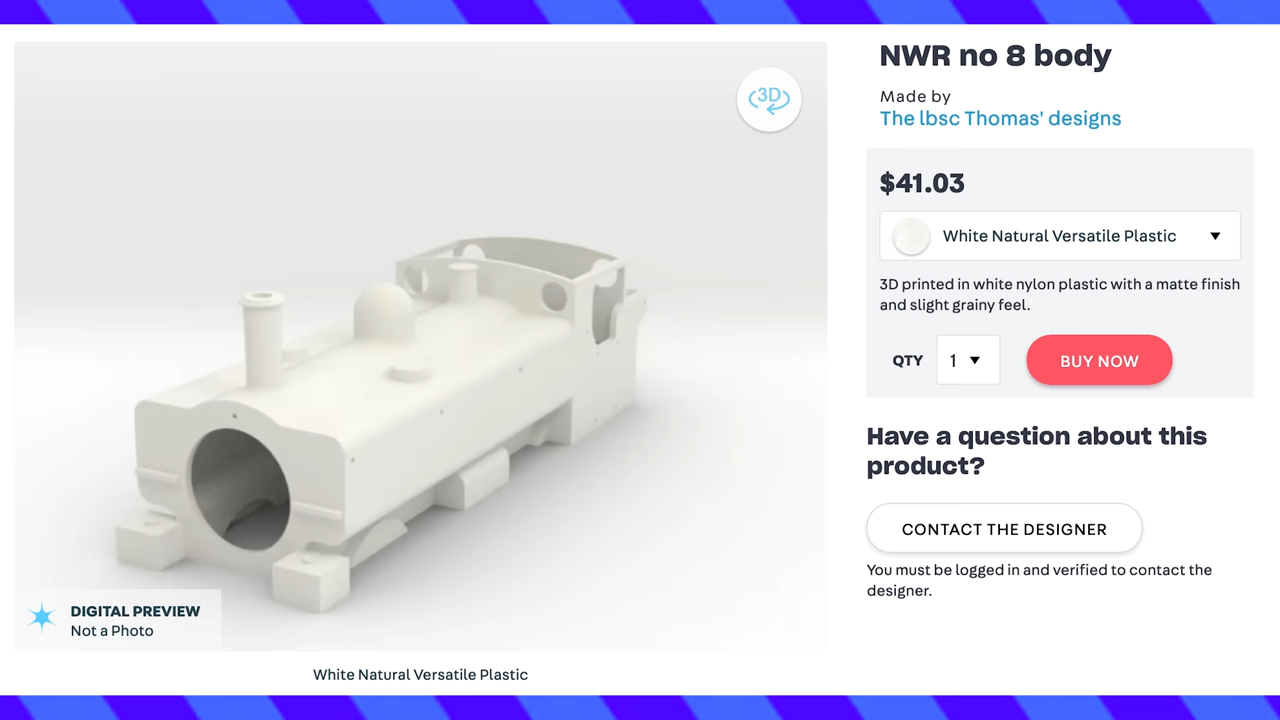 3D
NWR no 8 body
Made by
The lbsc Thomas' designs
$41.03
White Natural Versatile Plastic
3D printed in white nylon plastic with a matte finish
and slight grainy feel.
QTY
1
BUY NOW
Have a question about this
product?
CONTACT THE DESIGNER
You must be logged in and verified to contact the
designer.
DIGITAL PREVIEW
Not a Photo
White Natural Versatile Plastic